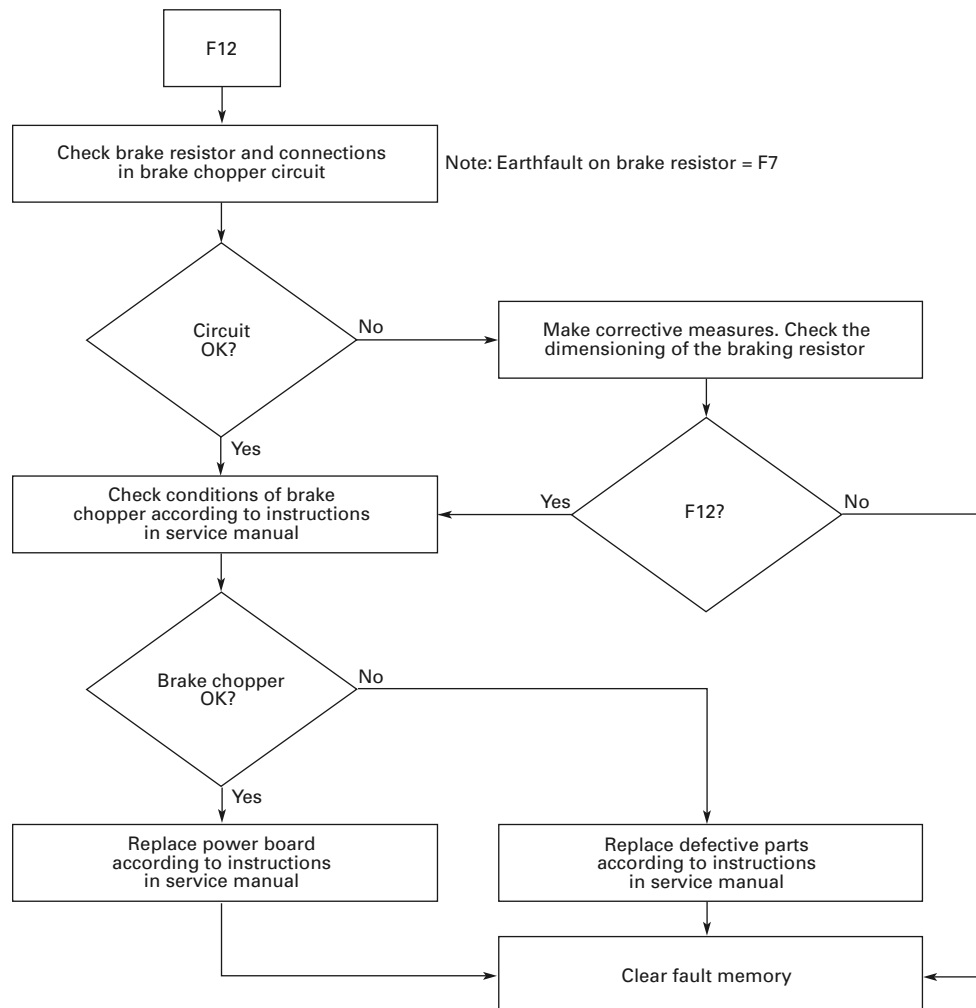 F12
Check brake resistor and connections
in brake chopper circuit
Note: Earthfault on brake resistor = F7
Circuit
OK?
No
Make corrective measures. Check the
dimensioning of the braking resistor
Yes
Check conditions of brake
chopper according to instructions
in service manual
Yes
F12?
No
Brake chopper
OK?
No
Yes
Replace power board
according to instructions
in service manual
Replace defective parts
according to instructions
in service manual
Clear fault memory